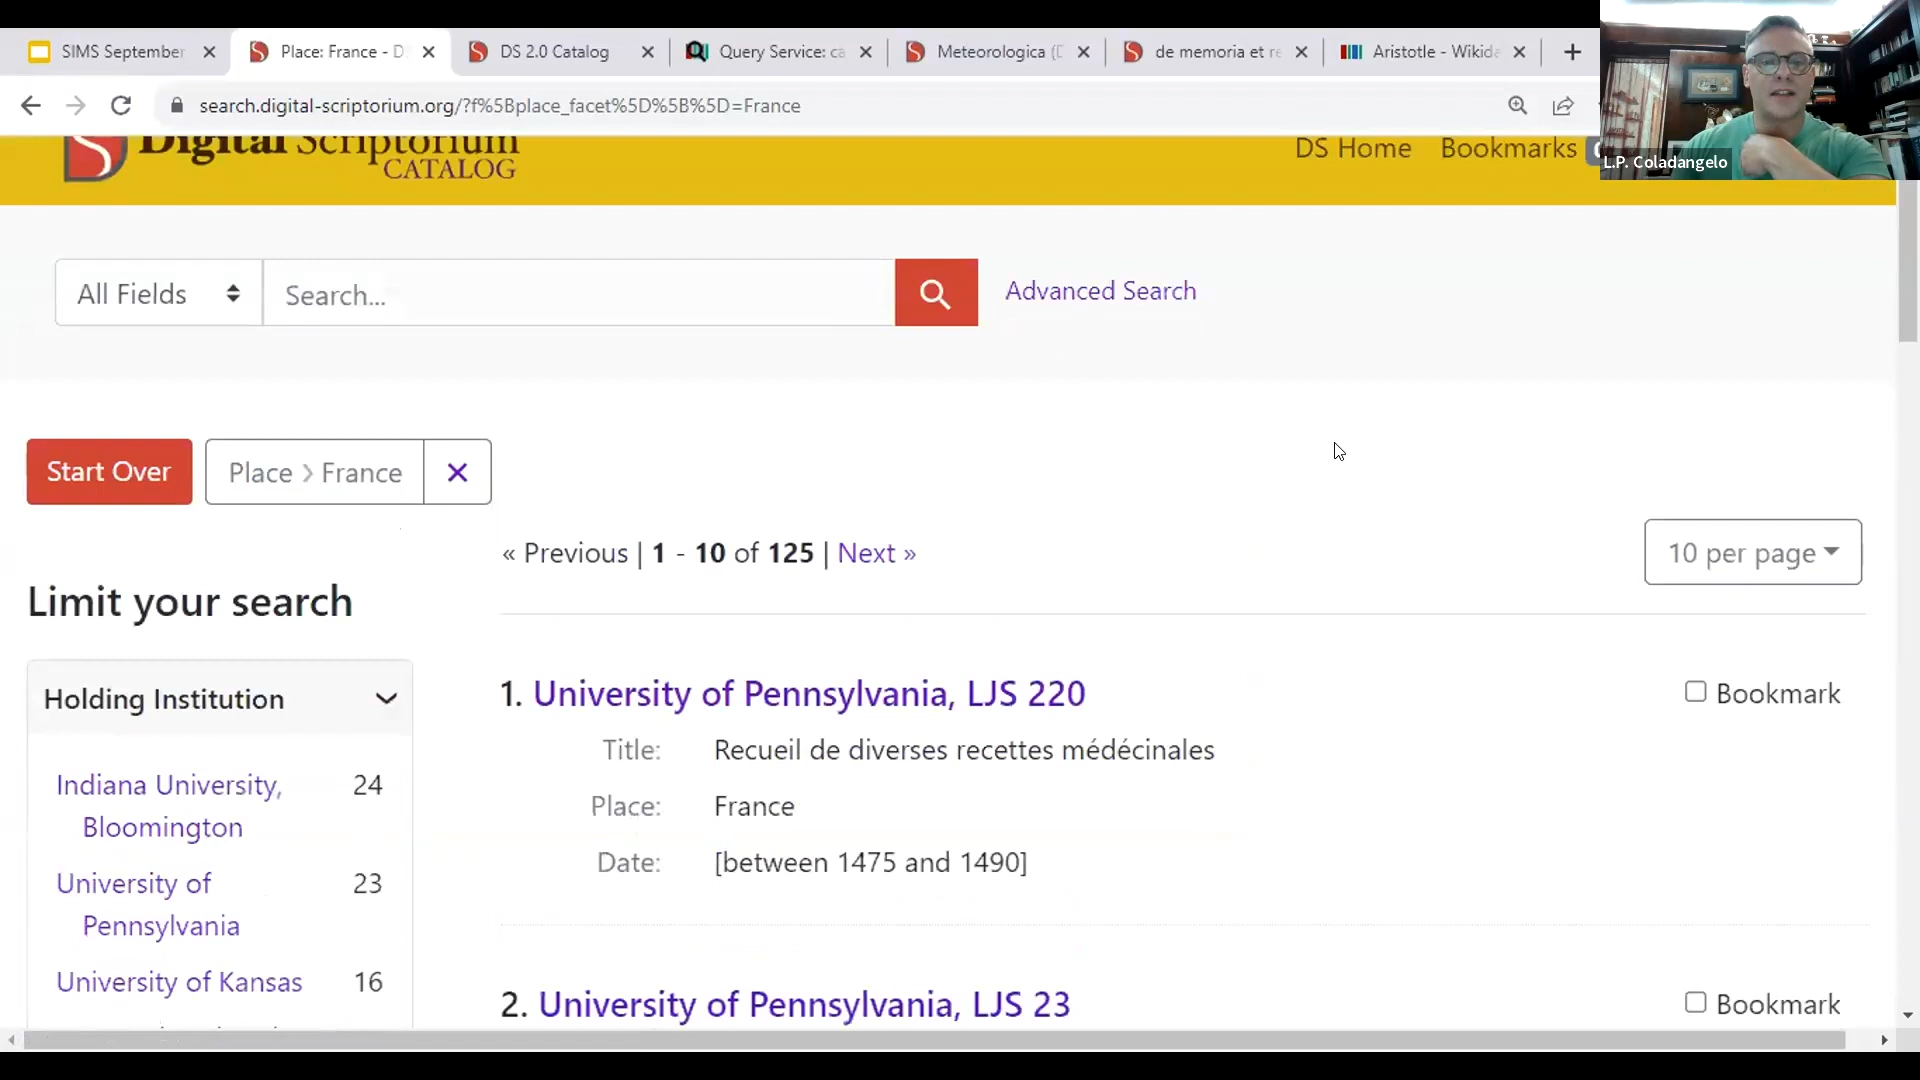 SIMS September
Place: France - D
DS 2.0 Catalog
Query Service: ca
Meteorologica (D
de memoria et re
Aristotle - Wikida
search.digital-scriptorium.org/?f%5Bplace_facet%5D%5B%5D=France
Digital Scriptorium
CATALOG
DS Home
Bookmarks
L.P. Coladangelo
All Fields
Search...
Advanced Search
Start Over
Place > France
« Previous | 1 - 10 of 125 | Next »
10 per page
Limit your search
Holding Institution
Indiana University, 24
Bloomington
University of 23
Pennsylvania
University of Kansas 16
1. University of Pennsylvania, LJS 220
Bookmark
Title: Recueil de diverses recettes médécinales
Place: France
Date: [between 1475 and 1490]
2. University of Pennsylvania, LJS 23
Bookmark